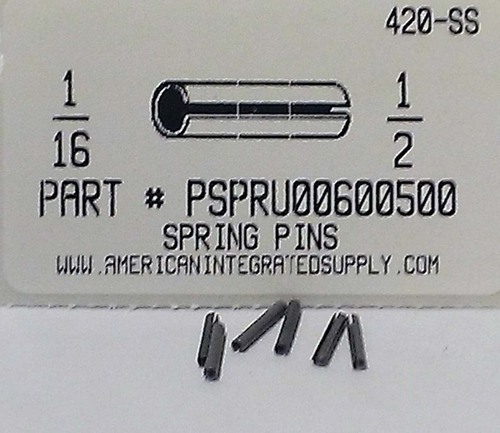 420-SS
1/16 1/2
PART # PSPRU00600500
SPRING PINS
WWW.AMERICANINTEGRATEDSUPPLY.COM